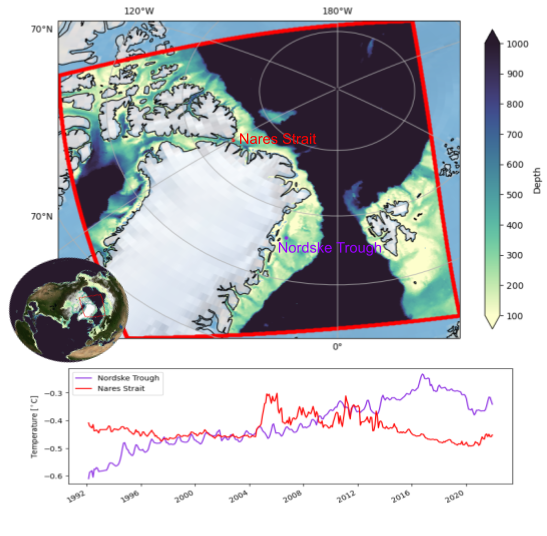 120°W 180°W
70°N
Nares Strait
70°N
Nordske Trough
0°
1000
900
800
700
600
500
400
300
200
100
Depth
Nordske Trough
Nares Strait
Temperature [°C]
−0.3
−0.4
−0.5
−0.6
1992 1996 2000 2004 2008 2012 2016 2020